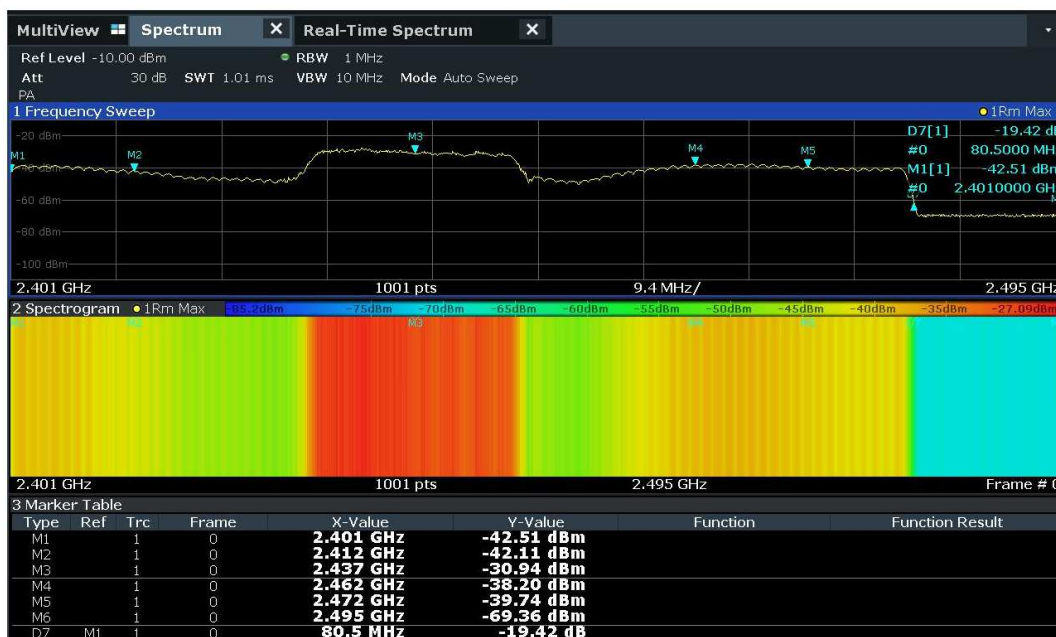 MultiView Spectrum X Real-Time Spectrum X
Ref Level -10.00 dBm RBW 1 MHz
Att 30 dB SWT 1.01 ms VBW 10 MHz Mode Auto Sweep
PA
1 Frequency Sweep 1Rm Max
D7[1] -19.42 dB
#0 80.5000 MHz
M1[1] -42.51 dBm
#0 2.4010000 GHz
-20 dBm
M1 M2 M3 M4 M5
-60 dBm
-80 dBm
-100 dBm
2.401 GHz 1001 pts 9.4 MHz/ 2.495 GHz
2 Spectrogram 1Rm Max -85.2dBm -75dBm -70dBm -65dBm -60dBm -55dBm -50dBm -45dBm -40dBm -35dBm -27.09dBm
M3
2.401 GHz 1001 pts 2.495 GHz Frame # 0
3 Marker Table
Type Ref Trc Frame X-Value Y-Value Function Function Result
M1 1 0 2.401 GHz -42.51 dBm
M2 1 0 2.412 GHz -42.11 dBm
M3 1 0 2.437 GHz -30.94 dBm
M4 1 0 2.462 GHz -38.20 dBm
M5 1 0 2.472 GHz -39.74 dBm
M6 1 0 2.495 GHz -69.36 dBm
D7 M1 1 0 80.5 MHz -19.42 dB